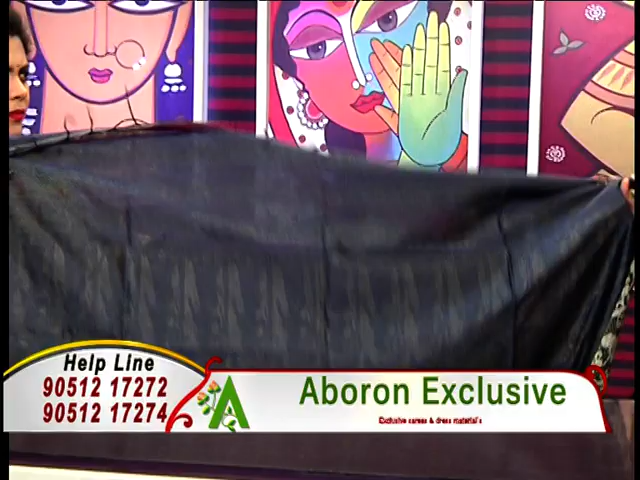 Help Line
90512 17272
90512 17274
A
Aboron Exclusive
Exclusive sarees & dress material's